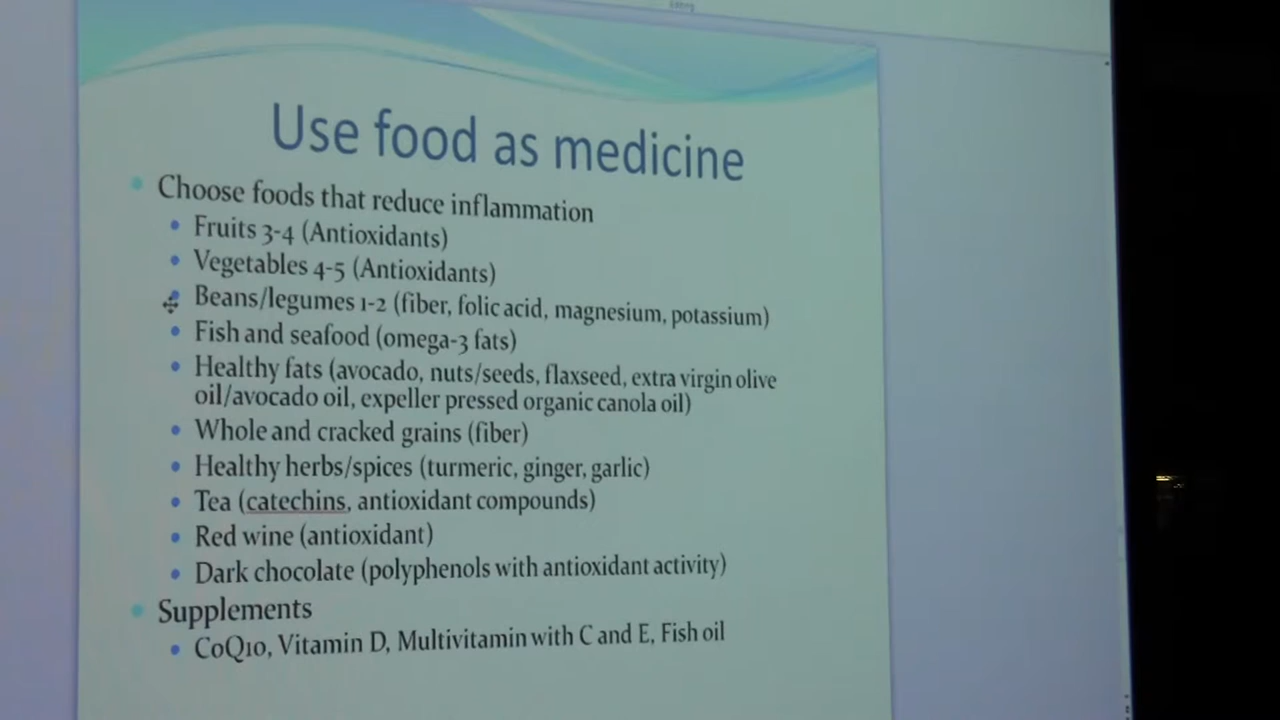 Use food as medicine
Choose foods that reduce inflammation
Fruits 3-4 (Antioxidants)
Vegetables 4-5 (Antioxidants)
Beans/legumes 1-2 (fiber, folic acid, magnesium, potassium)
Fish and seafood (omega-3 fats)
Healthy fats (avocado, nuts/seeds, flaxseed, extra virgin olive
oil/avocado oil, expeller pressed organic canola oil)
Whole and cracked grains (fiber)
Healthy herbs/spices (turmeric, ginger, garlic)
Tea (catechins, antioxidant compounds)
Red wine (antioxidant)
Dark chocolate (polyphenols with antioxidant activity)
Supplements
CoQ10, Vitamin D, Multivitamin with C and E, Fish oil